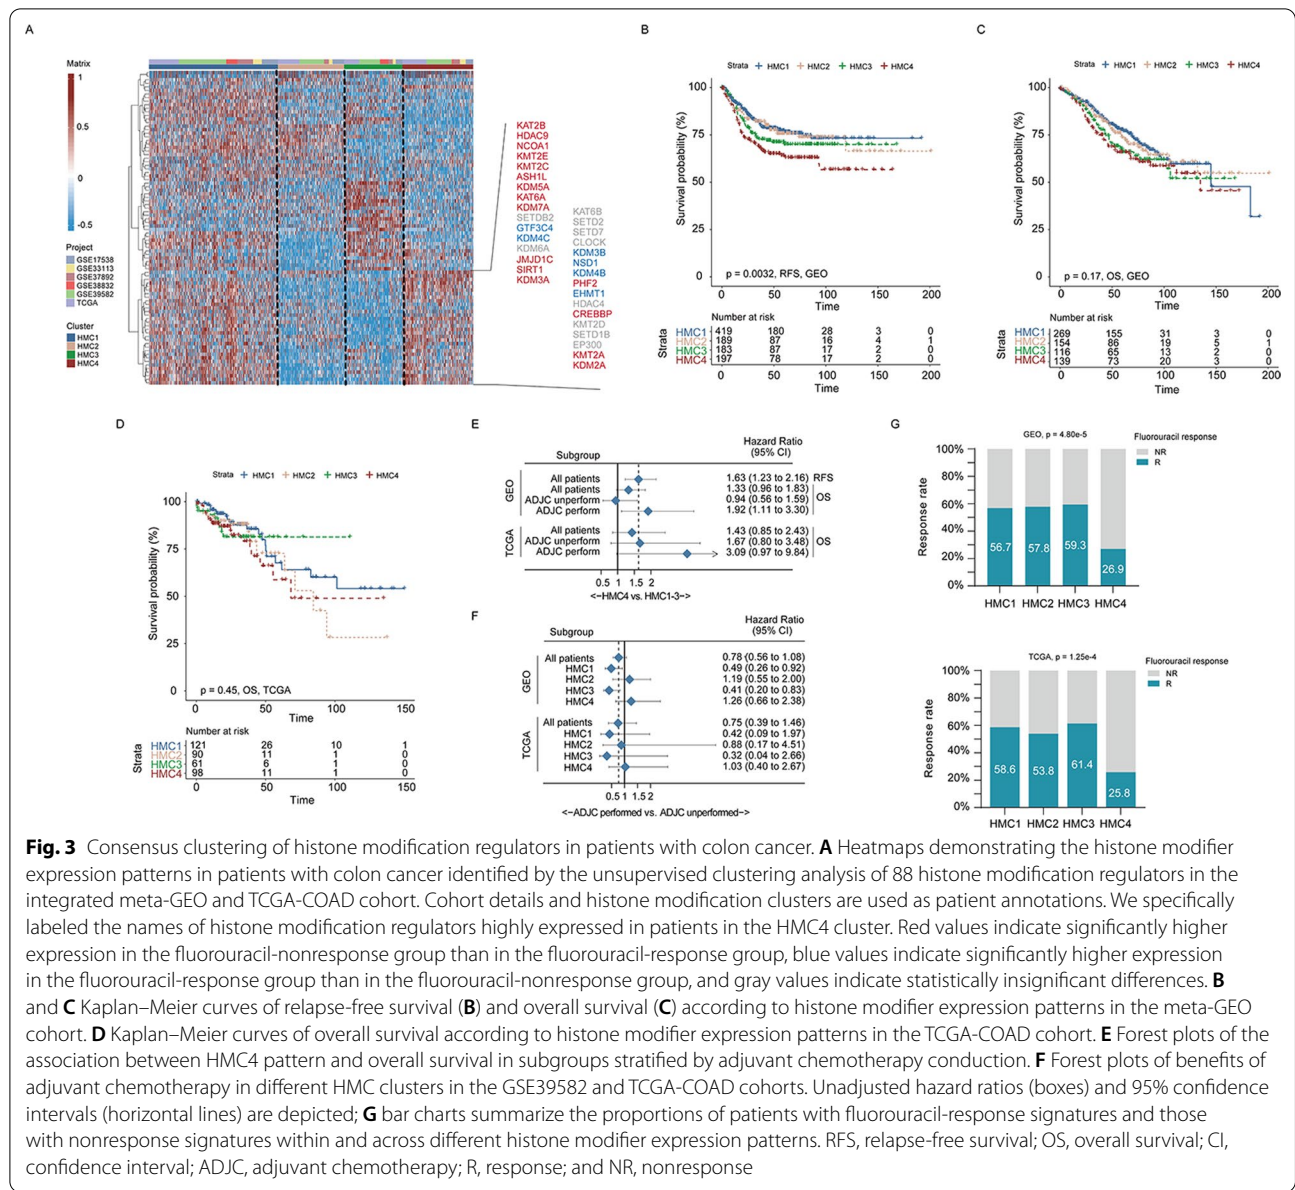 A
Matrix
1
0.5
0
-0.5
Project
GSE17538
GSE33113
GSE37892
GSE38832
GSE39582
TCGA
Cluster
HMC1
HMC2
HMC3
HMC4
KAT2B
HDAC9
NCOA1
KMT2E
KMT2C
ASH1L
KDM5A
KAT6A
KDM7A
SETDB2
GTF3C4
KDM4C
KDM6A
JMJD1C
SIRT1
KDM3A
KAT6B
SETD2
SETD7
CLOCK
KDM3B
NSD1
KDM4B
PHF2
EHMT1
HDAC4
CREBBP
KMT2D
SETD1B
EP300
KMT2A
KDM2A
B
Strata HMC1 HMC2 HMC3 HMC4
Survival probability (%)
100
75
50
25
0
p = 0.0032, RFS, GEO
0 50 100 150 200
Time
Number at risk
Strata
HMC1 419 180 28 3 0
HMC2 189 87 16 4 1
HMC3 183 87 17 2 0
HMC4 197 78 17 2 0
0 50 100 150 200
Time
C
Strata HMC1 HMC2 HMC3 HMC4
Survival probability (%)
100
75
50
25
0
p = 0.17, OS, GEO
0 50 100 150 200
Time
Number at risk
Strata
HMC1 269 155 31 3 0
HMC2 154 86 19 5 1
HMC3 116 65 13 2 0
HMC4 139 73 20 3 0
0 50 100 150 200
Time
D
Strata HMC1 HMC2 HMC3 HMC4
Survival probability (%)
100
75
50
25
0
p = 0.45, OS, TCGA
0 50 100 150
Time
Number at risk
Strata
HMC1 121 26 10 1
HMC2 90 11 1 0
HMC3 61 6 1 0
HMC4 98 11 1 0
0 50 100 150
Time
E
Subgroup Hazard Ratio
(95% CI)
GEO
All patients 1.63 (1.23 to 2.16) RFS
All patients 1.33 (0.96 to 1.83)
ADJC unperform 0.94 (0.56 to 1.59) OS
ADJC perform 1.92 (1.11 to 3.30)
TCGA
All patients 1.43 (0.85 to 2.43)
ADJC unperform 1.67 (0.80 to 3.48) OS
ADJC perform 3.09 (0.97 to 9.84)
0.5 1 1.5 2
<-HMC4 vs. HMC1-3->
F
Subgroup Hazard Ratio
(95% CI)
GEO
All patients 0.78 (0.56 to 1.08)
HMC1 0.49 (0.26 to 0.92)
HMC2 1.19 (0.55 to 2.00)
HMC3 0.41 (0.20 to 0.83)
HMC4 1.26 (0.66 to 2.38)
TCGA
All patients 0.75 (0.39 to 1.46)
HMC1 0.42 (0.09 to 1.97)
HMC2 0.88 (0.17 to 4.51)
HMC3 0.32 (0.04 to 2.66)
HMC4 1.03 (0.40 to 2.67)
0.5 1 1.5 2
<-ADJC performed vs. ADJC unperformed->
G
GEO, p = 4.80e-5
Fluorouracil response
NR
R
Response rate
100%
80%
60%
40%
20%
0%
56.7 57.8 59.3 26.9
HMC1 HMC2 HMC3 HMC4
TCGA, p = 1.25e-4
Fluorouracil response
NR
R
Response rate
100%
80%
60%
40%
20%
0%
58.6 53.8 61.4 25.8
HMC1 HMC2 HMC3 HMC4
Fig. 3 Consensus clustering of histone modification regulators in patients with colon cancer. A Heatmaps demonstrating the histone modifier
expression patterns in patients with colon cancer identified by the unsupervised clustering analysis of 88 histone modification regulators in the
integrated meta-GEO and TCGA-COAD cohort. Cohort details and histone modification clusters are used as patient annotations. We specifically
labeled the names of histone modification regulators highly expressed in patients in the HMC4 cluster. Red values indicate significantly higher
expression in the fluorouracil-nonresponse group than in the fluorouracil-response group, blue values indicate significantly higher expression
in the fluorouracil-response group than in the fluorouracil-nonresponse group, and gray values indicate statistically insignificant differences. B
and C Kaplan–Meier curves of relapse-free survival (B) and overall survival (C) according to histone modifier expression patterns in the meta-GEO
cohort. D Kaplan–Meier curves of overall survival according to histone modifier expression patterns in the TCGA-COAD cohort. E Forest plots of the
association between HMC4 pattern and overall survival in subgroups stratified by adjuvant chemotherapy conduction. F Forest plots of benefits of
adjuvant chemotherapy in different HMC clusters in the GSE39582 and TCGA-COAD cohorts. Unadjusted hazard ratios (boxes) and 95% confidence
intervals (horizontal lines) are depicted; G bar charts summarize the proportions of patients with fluorouracil-response signatures and those
with nonresponse signatures within and across different histone modifier expression patterns. RFS, relapse-free survival; OS, overall survival; CI,
confidence interval; ADJC, adjuvant chemotherapy; R, response; and NR, nonresponse